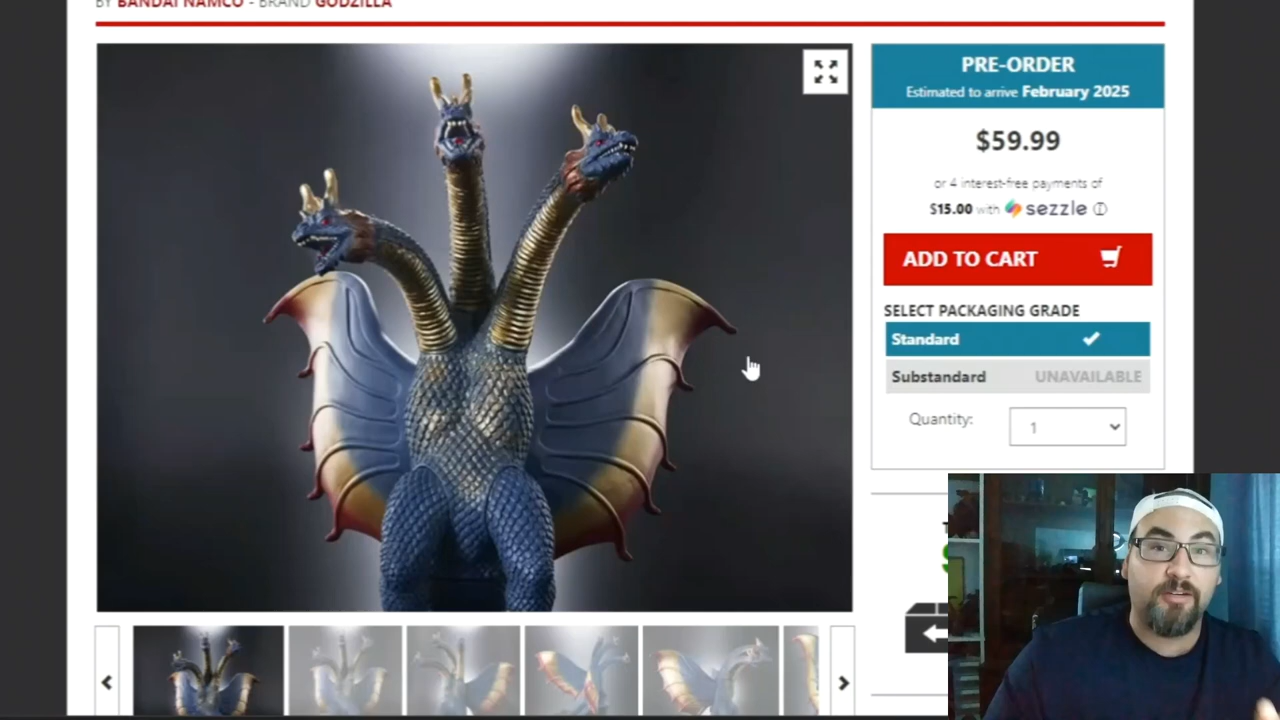 BY BANDAI NAMCO - BRAND GODZILLA
PRE-ORDER
Estimated to arrive February 2025
$59.99
or 4 interest-free payments of
$15.00 with sezzle
ADD TO CART
SELECT PACKAGING GRADE
Standard
Substandard UNAVAILABLE
Quantity: 1